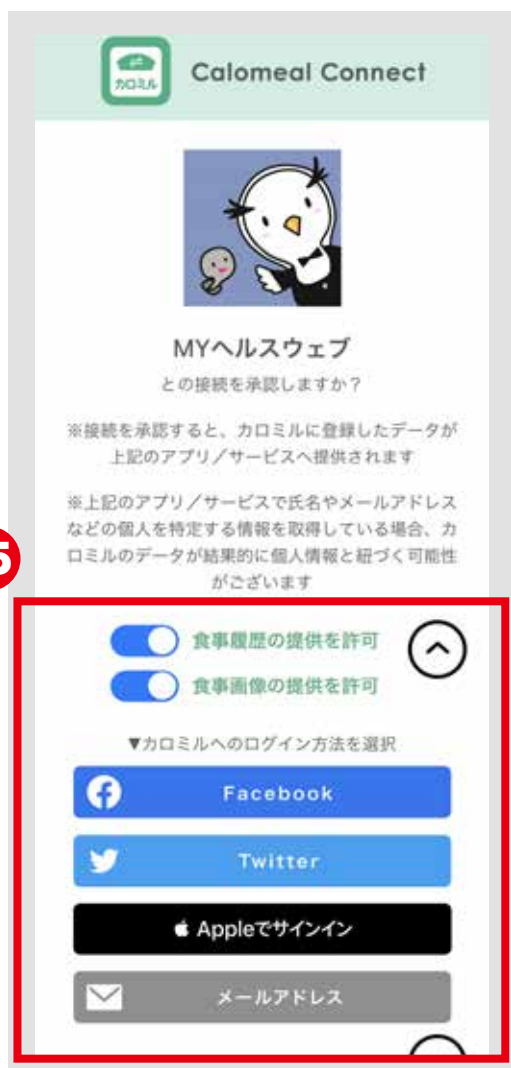 カロミル
Calomeal Connect
MYヘルスウェブ
との接続を承認しますか？
※接続を承認すると、カロミルに登録したデータが
上記のアプリ／サービスへ提供されます
※上記のアプリ／サービスで氏名やメールアドレス
などの個人を特定する情報を取得している場合、カ
ロミルのデータが結果的に個人情報と紐づく可能性
がございます
5
食事履歴の提供を許可
食事画像の提供を許可
▼カロミルへのログイン方法を選択
Facebook
Twitter
Appleでサインイン
メールアドレス